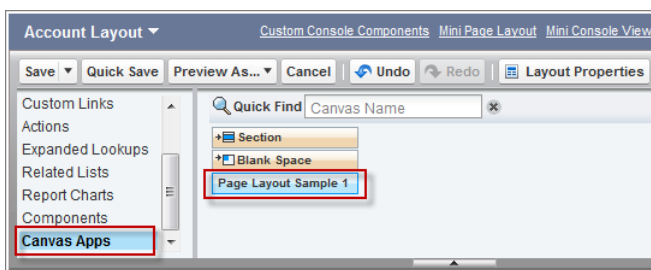 Account Layout Custom Console Components Mini Page Layout Mini Console View
Save Quick Save Preview As... Cancel Undo Redo Layout Properties
Custom Links
Actions
Expanded Lookups
Related Lists
Report Charts
Components
Canvas Apps
Quick Find Canvas Name
Section
Blank Space
Page Layout Sample 1